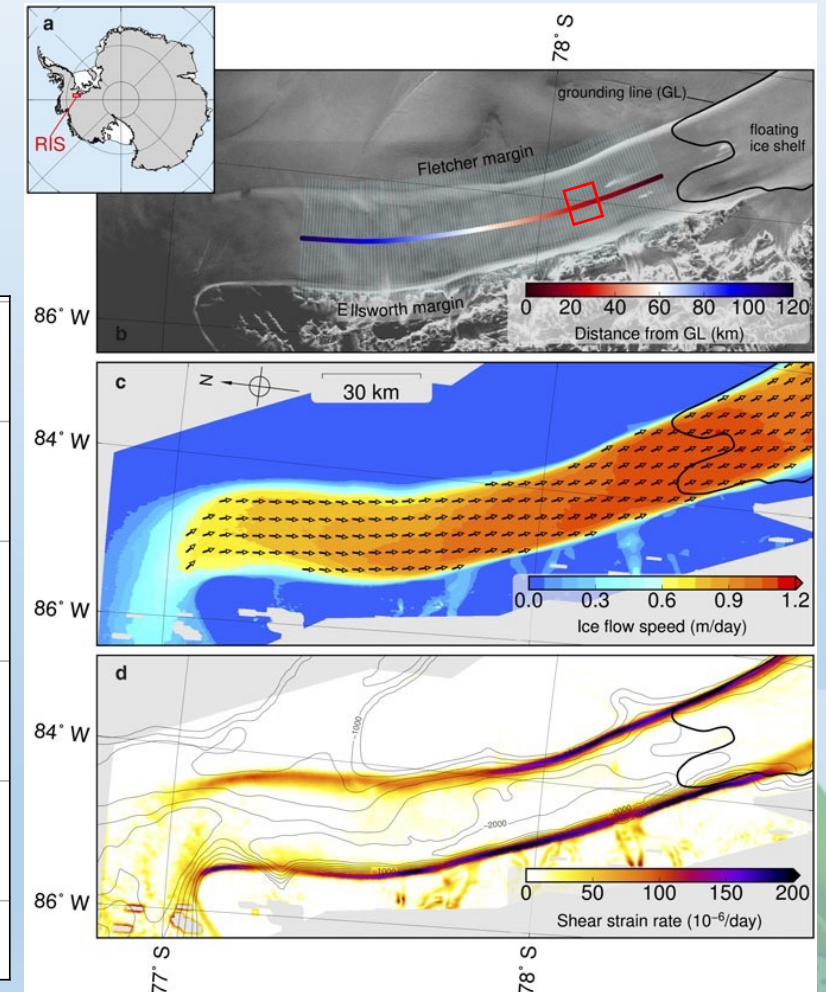 a
RIS
78° S
grounding line (GL)
floating
ice shelf
Fletcher margin
Ellsworth margin
0 20 40 60 80 100 120
Distance from GL (km)
86° W
b
c
N
30 km
84° W
0.0 0.3 0.6 0.9 1.2
Ice flow speed (m/day)
86° W
d
-1000
84° W
-2000
-2000
-1000
0 50 100 150 200
Shear strain rate (10⁻⁶/day)
86° W
77° S
78° S